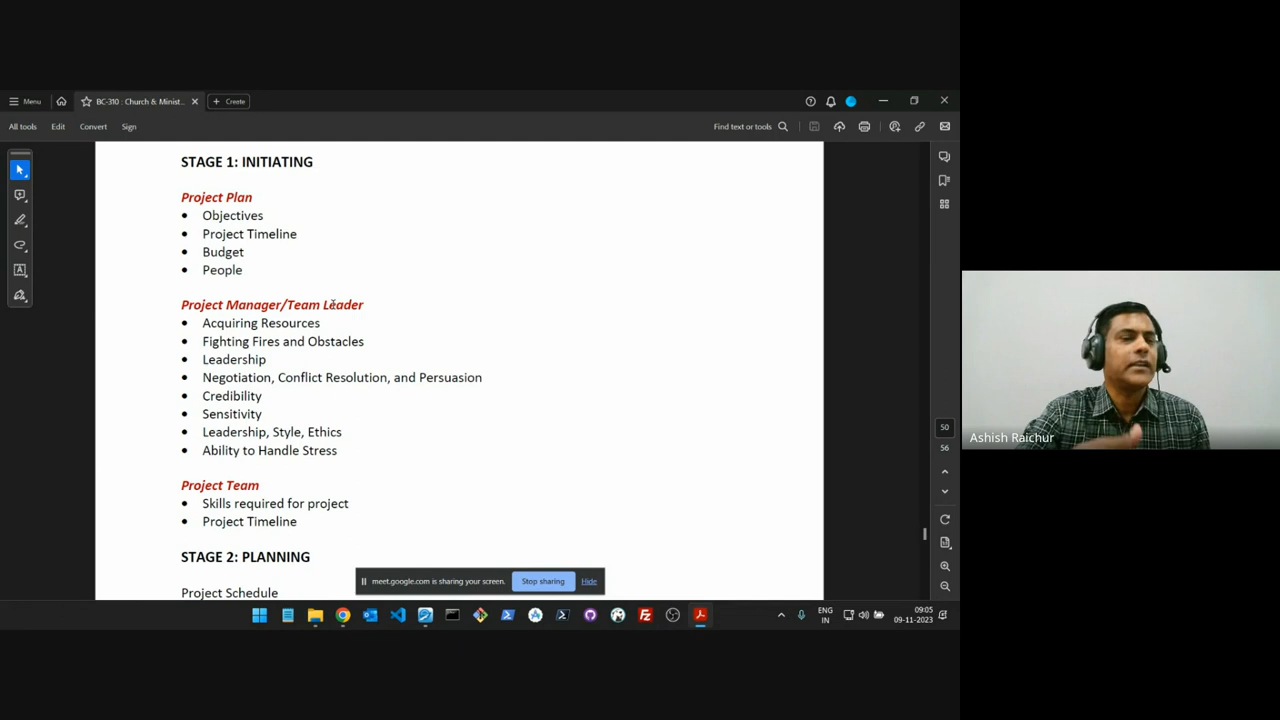 Menu
BC-310 : Church & Minist...
Create
All tools
Edit
Convert
Sign
Find text or tools
STAGE 1: INITIATING
Project Plan
• Objectives
• Project Timeline
• Budget
• People
Project Manager/Team Leader
• Acquiring Resources
• Fighting Fires and Obstacles
• Leadership
• Negotiation, Conflict Resolution, and Persuasion
• Credibility
• Sensitivity
• Leadership, Style, Ethics
• Ability to Handle Stress
Project Team
• Skills required for project
• Project Timeline
STAGE 2: PLANNING
Project Schedule
50
56
meet.google.com is sharing your screen.
Stop sharing
Hide
ENG
IN
09:05
09-11-2023
Ashish Raichur